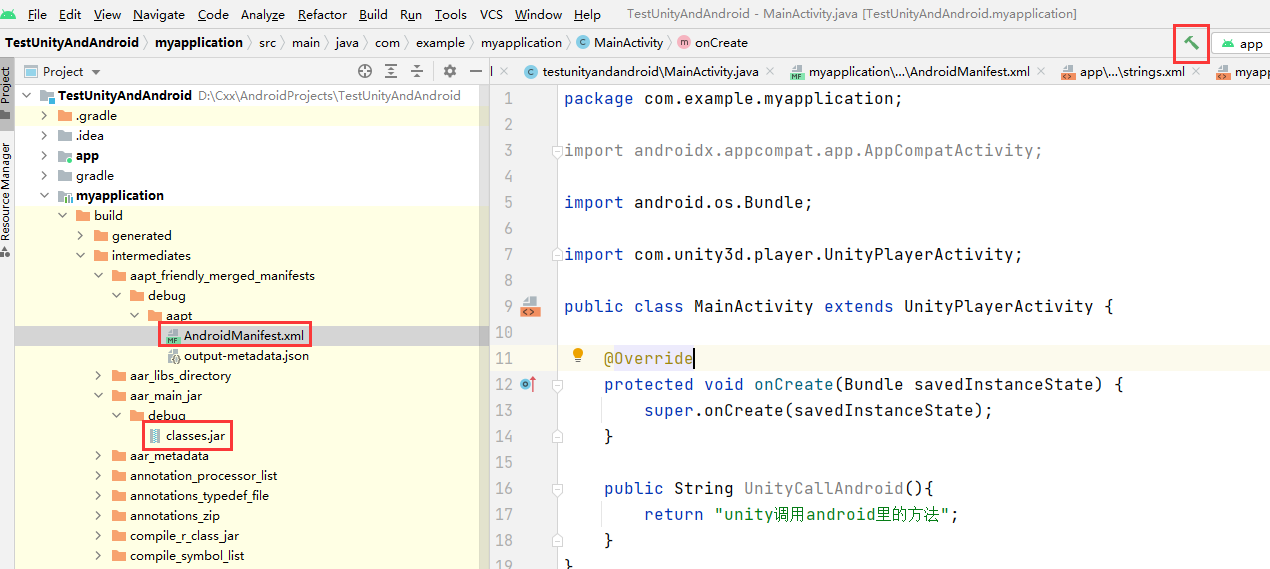 File Edit View Navigate Code Analyze Refactor Build Run Tools VCS Window Help TestUnityAndAndroid - MainActivity.java [TestUnityAndAndroid.myapplication]
TestUnityAndAndroid myapplication src main java com example myapplication MainActivity onCreate app
Project
testunityandandroid\MainActivity.java myapplication\...\AndroidManifest.xml app\...\strings.xml myapp
Project
Resource Manager
TestUnityAndAndroid D:\Cxx\AndroidProjects\TestUnityAndAndroid
.gradle
.idea
app
gradle
myapplication
build
generated
intermediates
aapt_friendly_merged_manifests
debug
aapt
AndroidManifest.xml
output-metadata.json
aar_libs_directory
aar_main_jar
debug
classes.jar
aar_metadata
annotation_processor_list
annotations_typedef_file
annotations_zip
compile_r_class_jar
compile_symbol_list
1 package com.example.myapplication;
2
3 import androidx.appcompat.app.AppCompatActivity;
4
5 import android.os.Bundle;
6
7 import com.unity3d.player.UnityPlayerActivity;
8
9 public class MainActivity extends UnityPlayerActivity {
10
11 @Override
12 protected void onCreate(Bundle savedInstanceState) {
13 super.onCreate(savedInstanceState);
14 }
15
16 public String UnityCallAndroid(){
17 return "unity调用android里的方法";
18 }
19 }